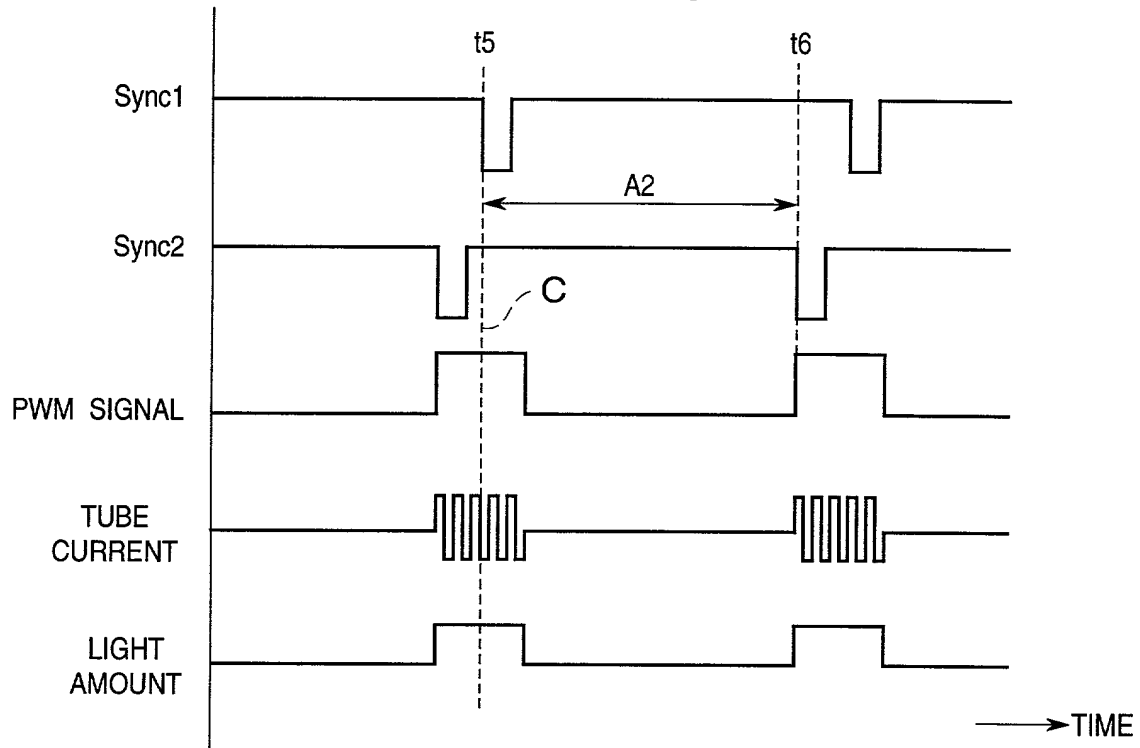 t5
t6
Sync1
A2
Sync2
C
PWM SIGNAL
TUBE
CURRENT
LIGHT
AMOUNT
TIME